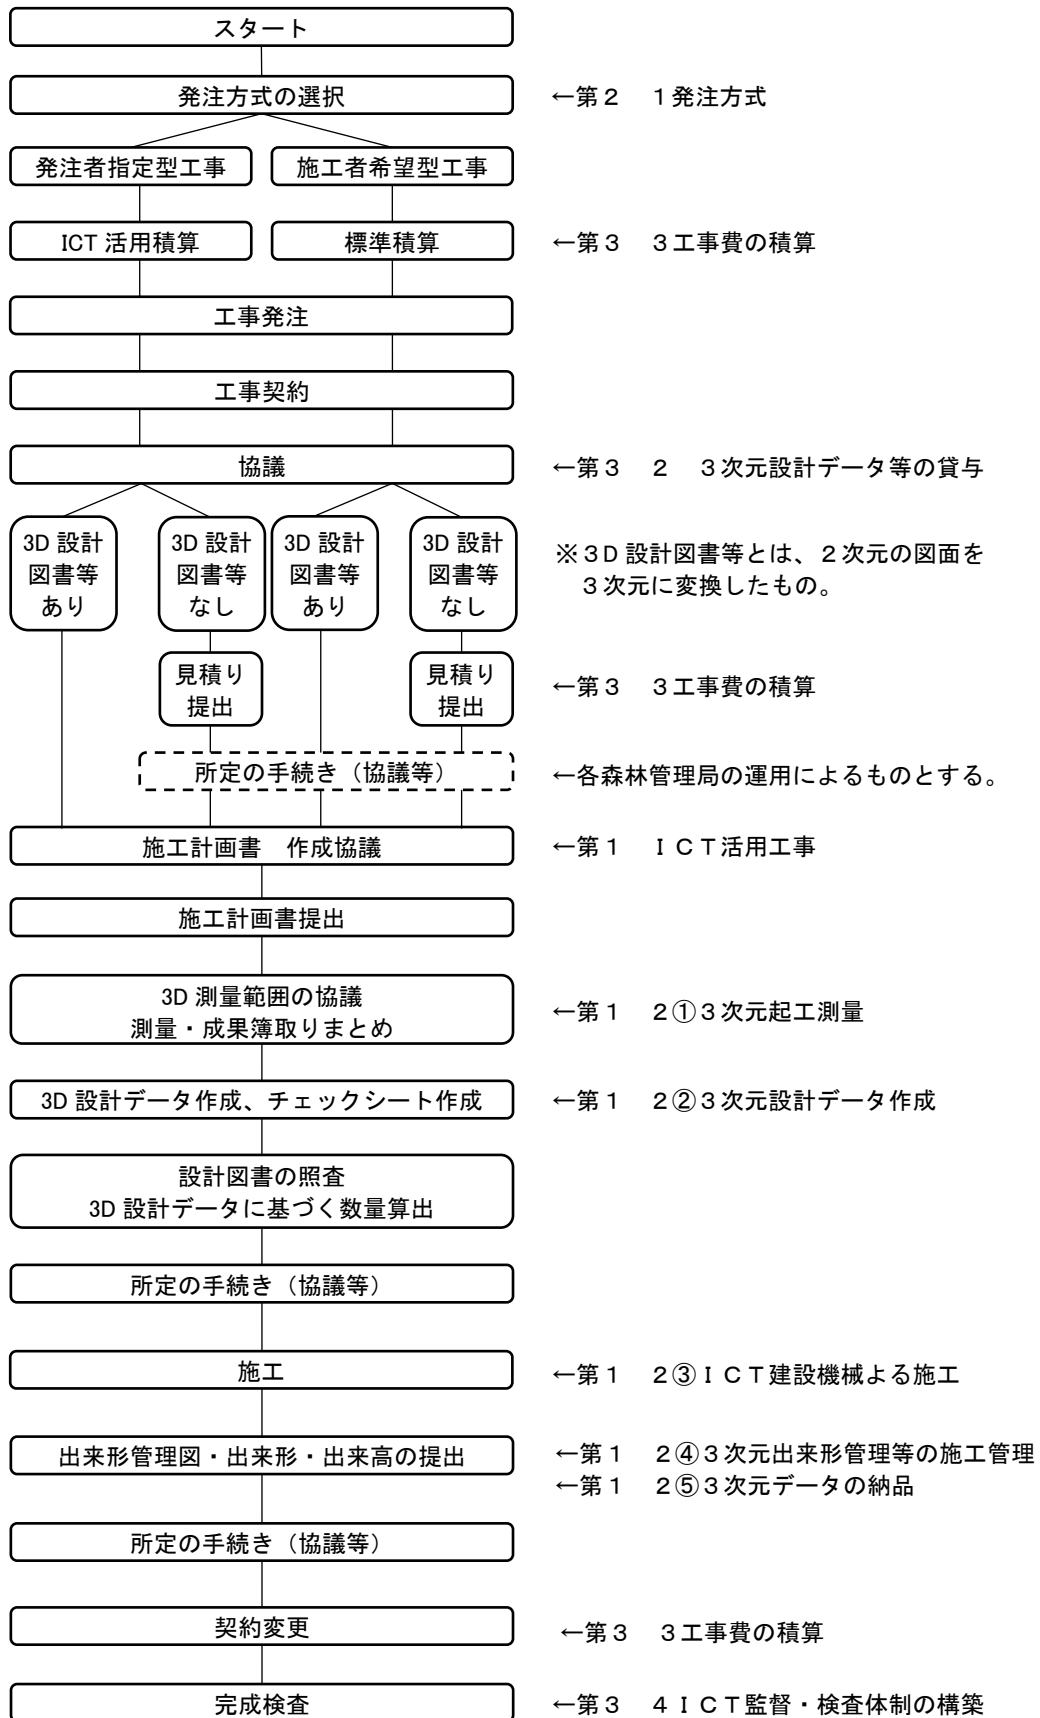 スタート
発注方式の選択
←第２　１発注方式
発注者指定型工事
施工者希望型工事
ICT 活用積算
標準積算
←第３　３工事費の積算
工事発注
工事契約
協議
←第３　２　３次元設計データ等の貸与
3D 設計
図書等
あり
3D 設計
図書等
なし
3D 設計
図書等
あり
3D 設計
図書等
なし
※３D 設計図書等とは、２次元の図面を
３次元に変換したもの。
見積り
提出
見積り
提出
←第３　３工事費の積算
所定の手続き（協議等）
←各森林管理局の運用によるものとする。
施工計画書　作成協議
←第１　ＩＣＴ活用工事
施工計画書提出
3D 測量範囲の協議
測量・成果簿取りまとめ
←第１　２①３次元起工測量
3D 設計データ作成、チェックシート作成
←第１　２②３次元設計データ作成
設計図書の照査
3D 設計データに基づく数量算出
所定の手続き（協議等）
施工
←第１　２③ＩＣＴ建設機械よる施工
出来形管理図・出来形・出来高の提出
←第１　２④３次元出来形管理等の施工管理
←第１　２⑤３次元データの納品
所定の手続き（協議等）
契約変更
←第３　３工事費の積算
完成検査
←第３　４ＩＣＴ監督・検査体制の構築